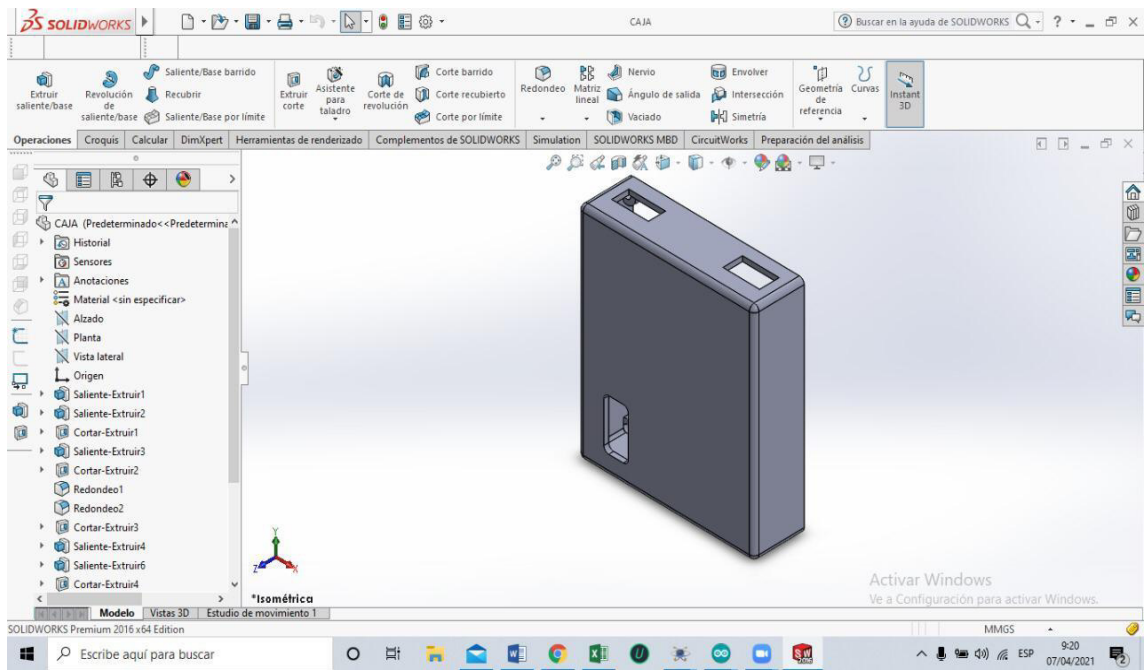 SOLIDWORKS
CAJA
Buscar en la ayuda de SOLIDWORKS
Extruir saliente/base
Revolución de saliente/base
Saliente/Base barrido
Recubrir
Saliente/Base por límite
Extruir corte
Asistente para taladro
Corte de revolución
Corte barrido
Corte recubierto
Corte por límite
Redondeo
Matriz lineal
Nervio
Ángulo de salida
Vaciado
Envolver
Intersección
Simetría
Geometría de referencia
Curvas
Instant 3D
Operaciones Croquis Calcular DimXpert Herramientas de renderizado Complementos de SOLIDWORKS Simulation SOLIDWORKS MBD CircuitWorks Preparación del análisis
CAJA (Predeterminado<<Predetermina
Historial
Sensores
Anotaciones
Material <sin especificar>
Alzado
Planta
Vista lateral
Origen
Saliente-Extruir1
Saliente-Extruir2
Cortar-Extruir1
Saliente-Extruir3
Cortar-Extruir2
Redondeo1
Redondeo2
Cortar-Extruir3
Saliente-Extruir4
Saliente-Extruir6
Cortar-Extruir4
Y
Z
X
*Isométrica
Activar Windows
Ve a Configuración para activar Windows.
Modelo Vistas 3D Estudio de movimiento 1
SOLIDWORKS Premium 2016 x64 Edition
MMGS
Escribe aquí para buscar
ESP
9:20
07/04/2021
2